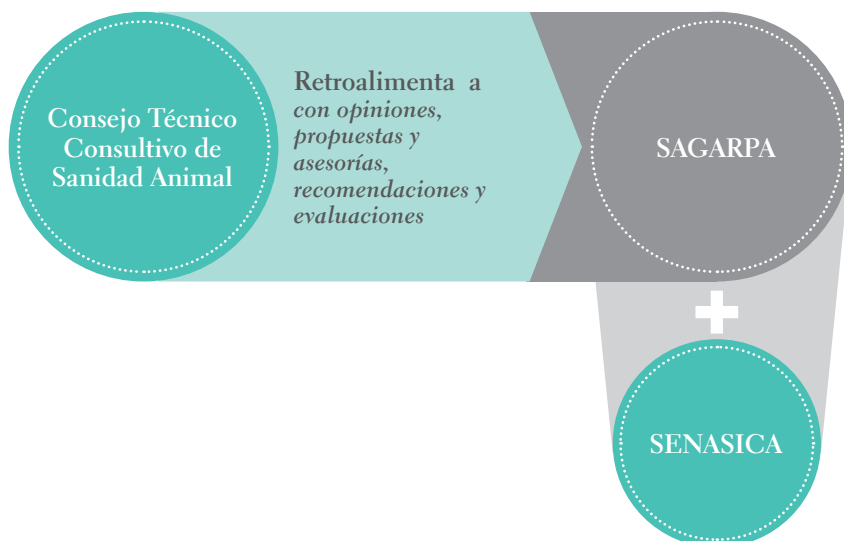 Consejo Técnico
Consultivo de
Sanidad Animal
Retroalimenta a
con opiniones,
propuestas y
asesorías,
recomendaciones y
evaluaciones
SAGARPA
+
SENASICA